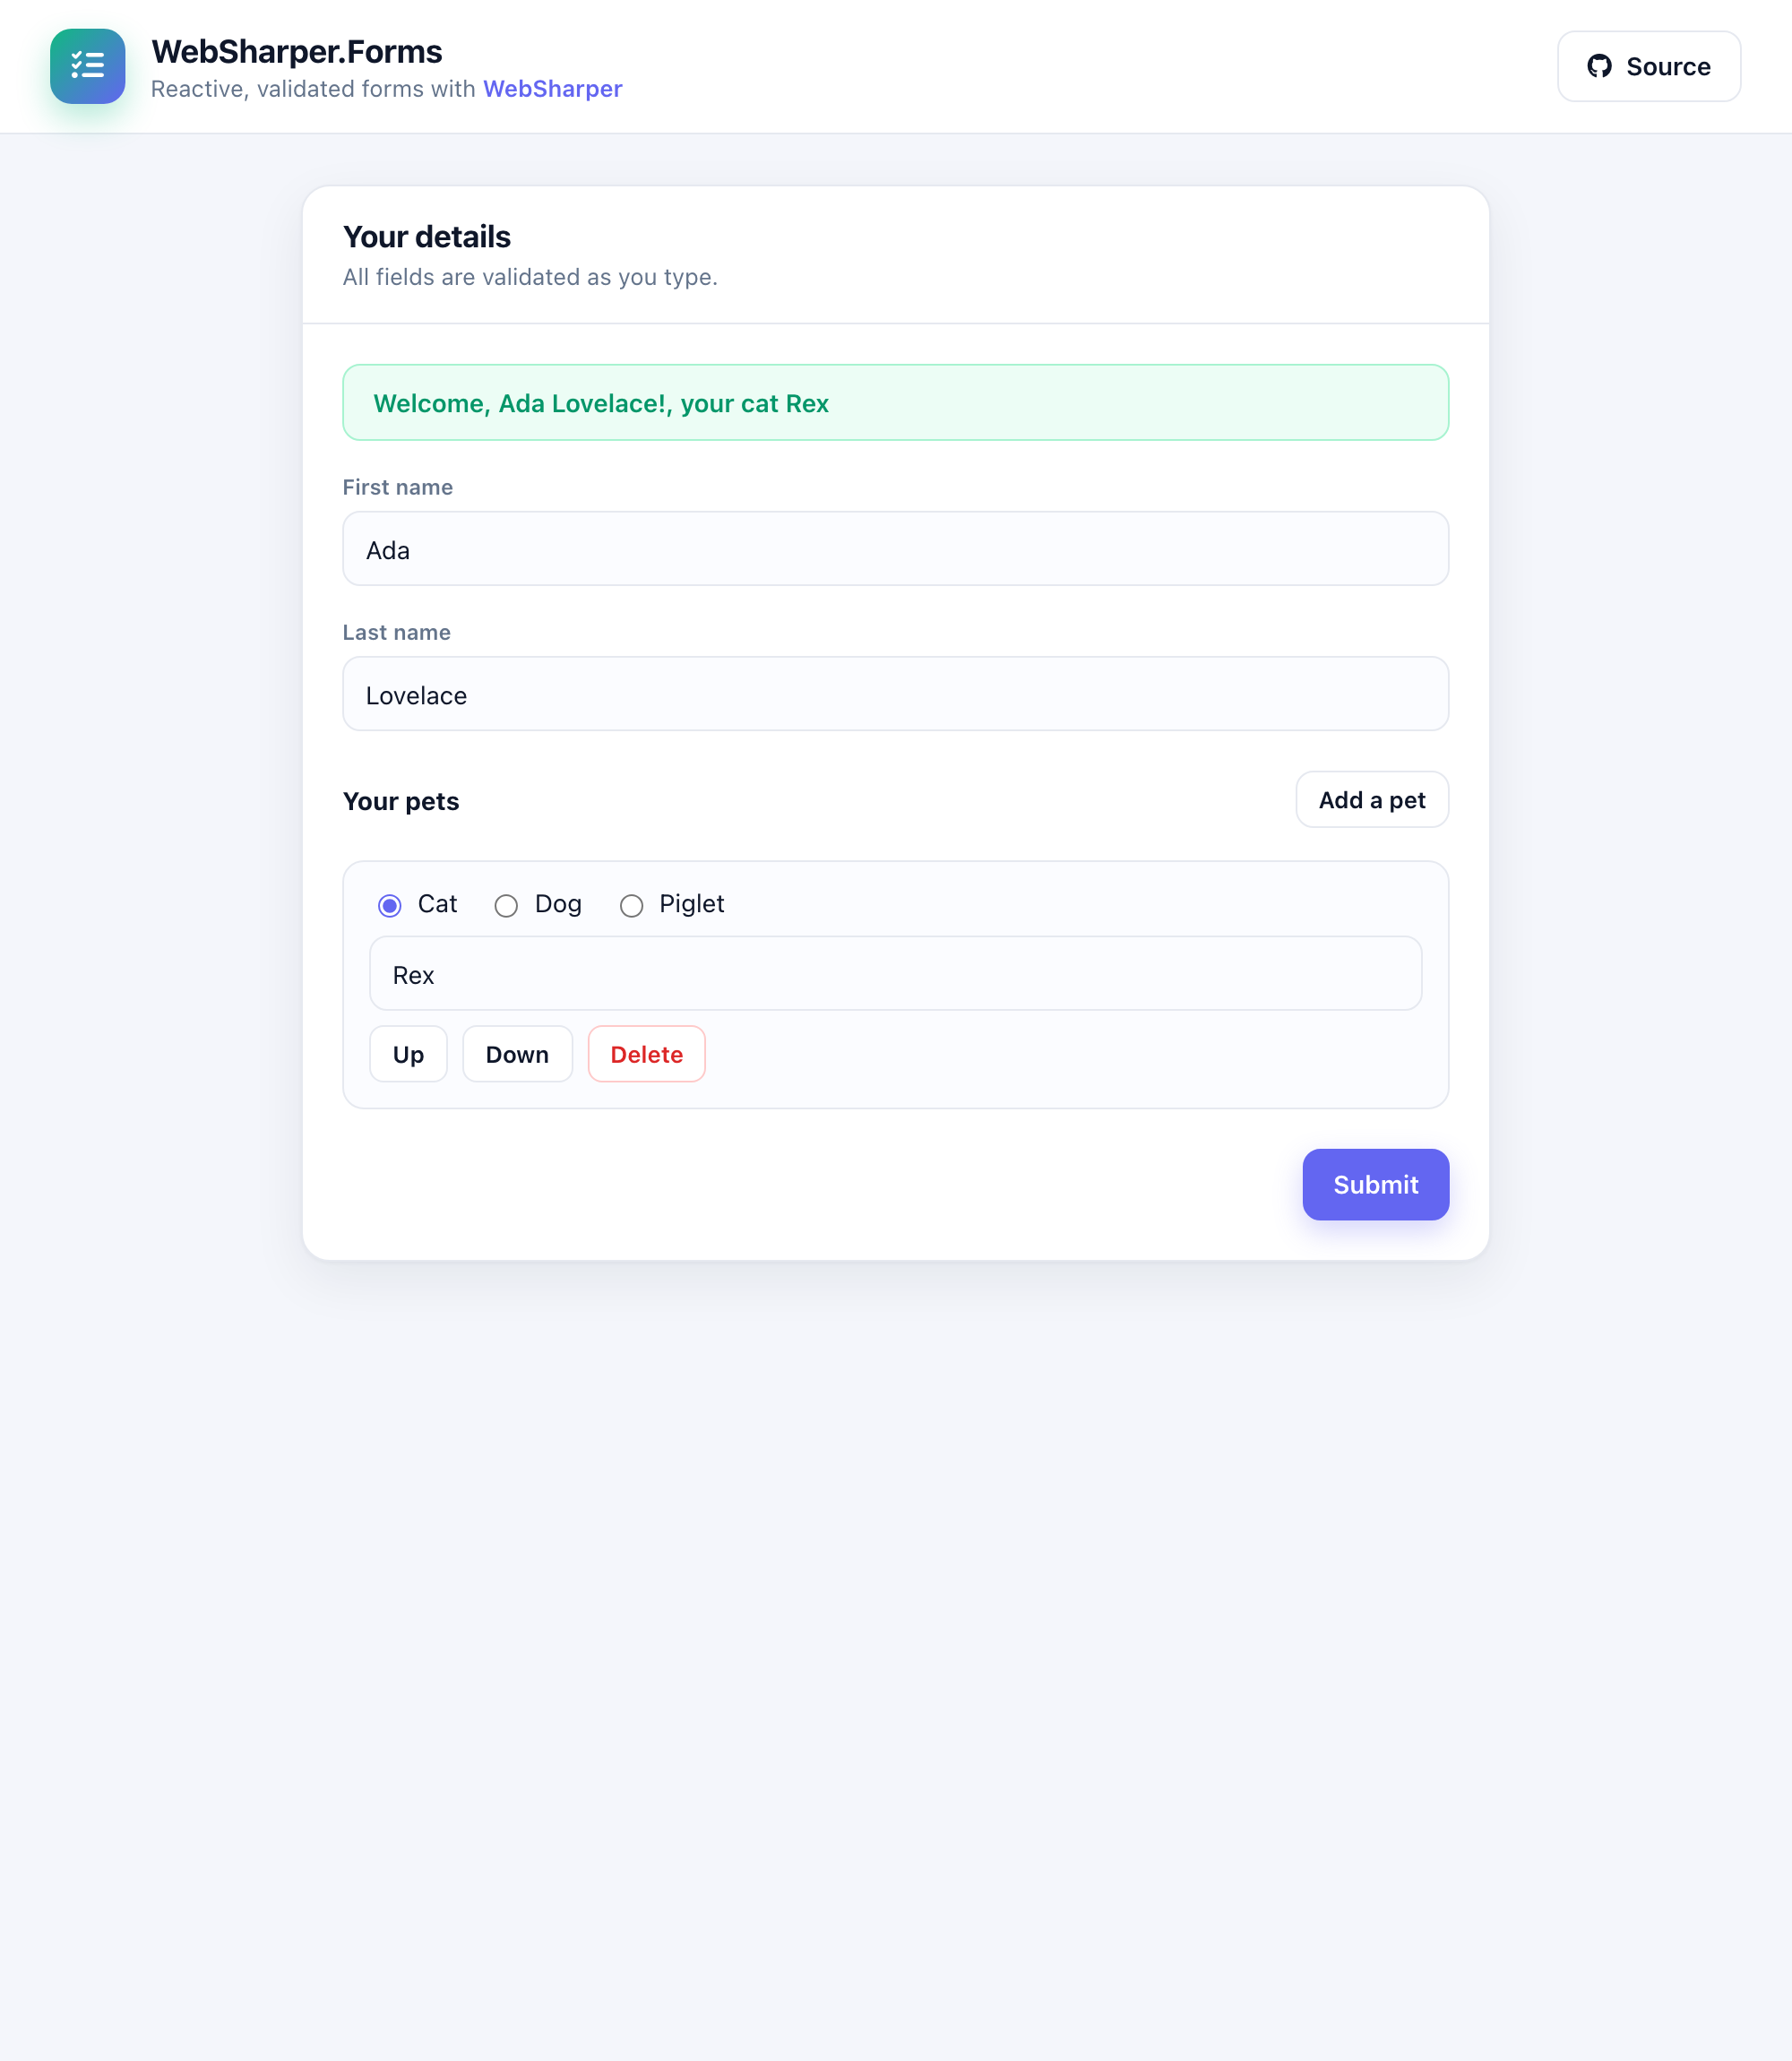 WebSharper.Forms
Reactive, validated forms with WebSharper
Source
Your details
All fields are validated as you type.
Welcome, Ada Lovelace!, your cat Rex
First name
Ada
Last name
Lovelace
Your pets
Add a pet
Cat Dog Piglet
Rex
Up Down Delete
Submit